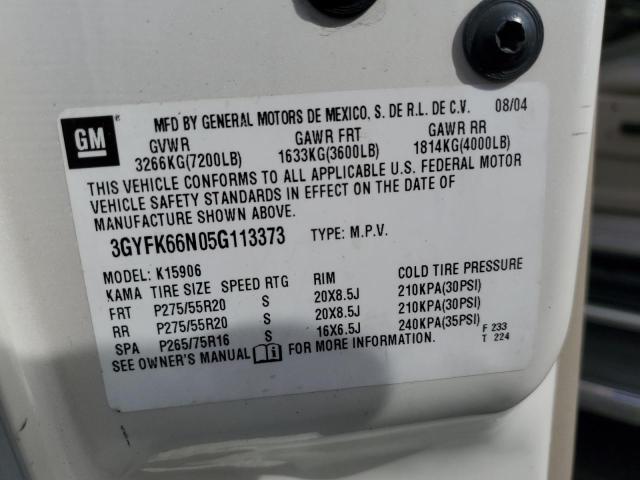 GM
MFD BY GENERAL MOTORS DE MEXICO, S. DE R.L. DE C.V. 08/04
GVWR GAWR FRT GAWR RR
3266KG(7200LB) 1633KG(3600LB) 1814KG(4000LB)
THIS VEHICLE CONFORMS TO ALL APPLICABLE U.S. FEDERAL MOTOR
VEHICLE SAFETY STANDARDS IN EFFECT ON THE DATE OF
MANUFACTURE SHOWN ABOVE.
3GYFK66N05G113373 TYPE: M.P.V.
MODEL: K15906
KAMA TIRE SIZE SPEED RTG RIM COLD TIRE PRESSURE
FRT P275/55R20 S 20X8.5J 210KPA(30PSI)
RR P275/55R20 S 20X8.5J 210KPA(30PSI)
SPA P265/75R16 S 16X6.5J 240KPA(35PSI) F 233
SEE OWNER'S MANUAL FOR MORE INFORMATION. T 224